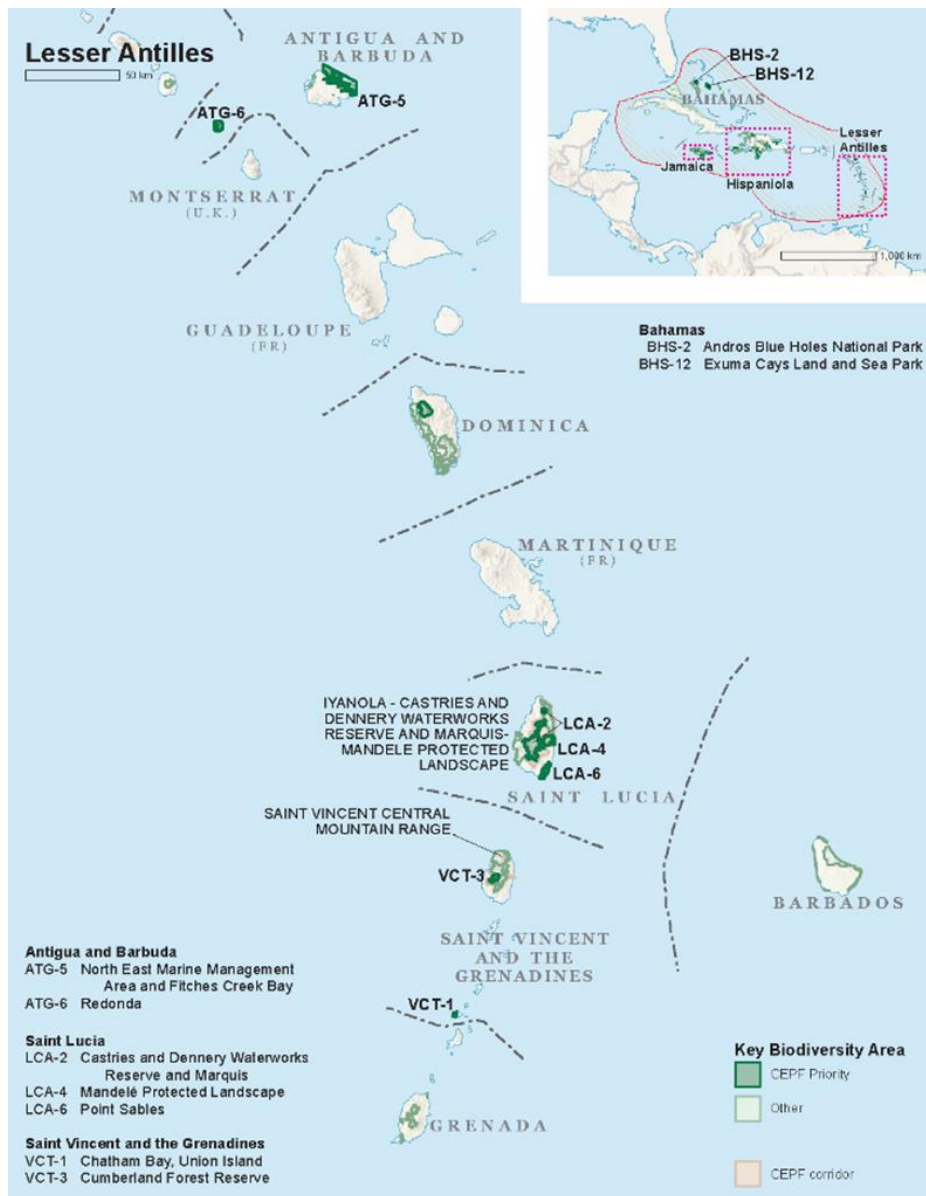 Lesser Antilles
50 km
ANTIGUA AND
BARBUDA
ATG-5
ATG-6
MONTSERRAT
(U.K.)
GUADELOUPE
(FR)
DOMINICA
MARTINIQUE
(FR)
IYANOLA - CASTRIES AND
DENNERY WATERWORKS
RESERVE AND MARQUIS-
MANDELE PROTECTED
LANDSCAPE
LCA-2
LCA-4
LCA-6
SAINT LUCIA
SAINT VINCENT CENTRAL
MOUNTAIN RANGE
VCT-3
BARBADOS
SAINT VINCENT
AND THE
GRENADINES
VCT-1
GRENADA
BHS-2
BHS-12
BAHAMAS
Lesser
Antilles
Jamaica
Hispaniola
1,000 km
Bahamas
BHS-2 Andros Blue Holes National Park
BHS-12 Exuma Cays Land and Sea Park
Antigua and Barbuda
ATG-5 North East Marine Management
Area and Fitches Creek Bay
ATG-6 Redonda
Saint Lucia
LCA-2 Castries and Dennery Waterworks
Reserve and Marquis
LCA-4 Mandelé Protected Landscape
LCA-6 Point Sables
Saint Vincent and the Grenadines
VCT-1 Chatham Bay, Union Island
VCT-3 Cumberland Forest Reserve
Key Biodiversity Area
CEPF Priority
Other
CEPF corridor